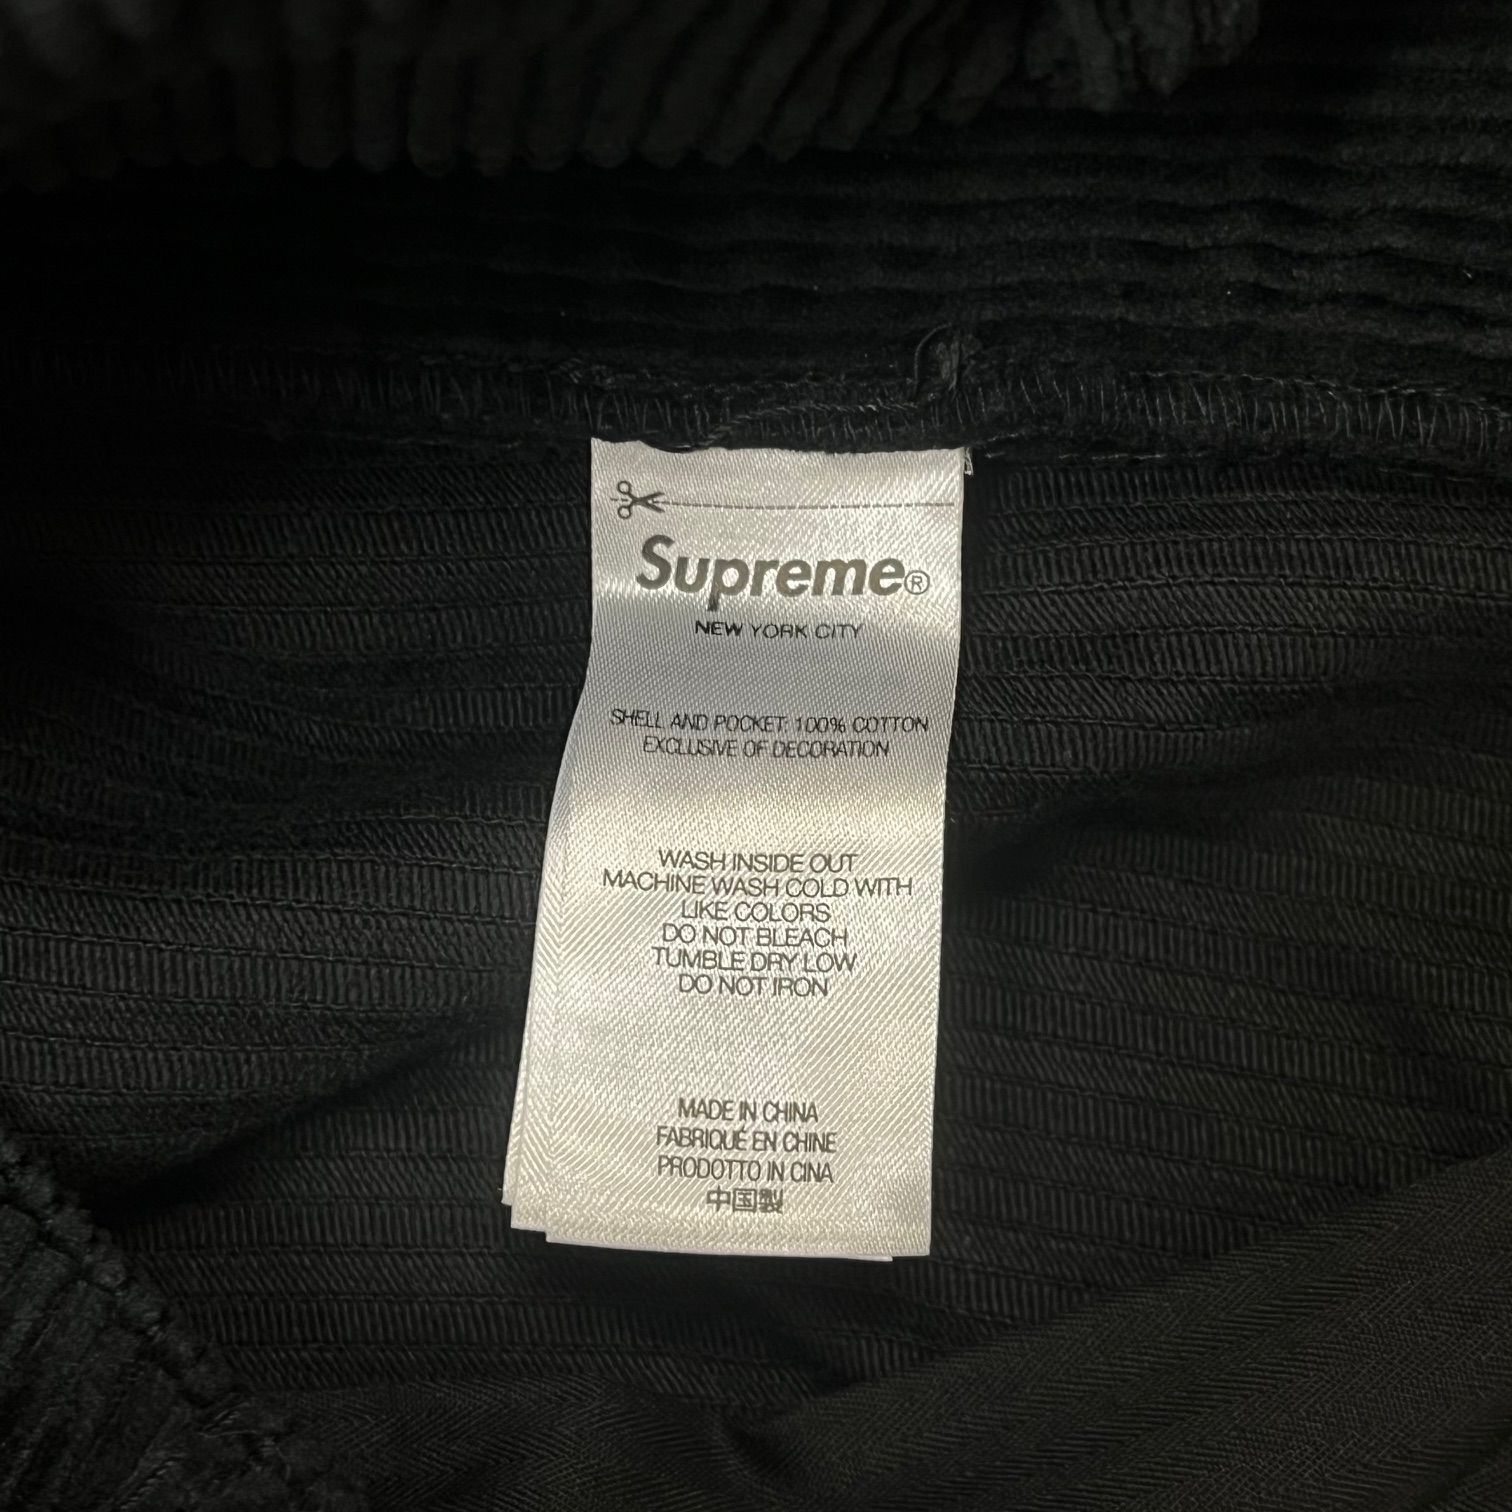 Supreme®
NEW YORK CITY
SHELL AND POCKET: 100% COTTON
EXCLUSIVE OF DECORATION
WASH INSIDE OUT
MACHINE WASH COLD WITH
LIKE COLORS
DO NOT BLEACH
TUMBLE DRY LOW
DO NOT IRON
MADE IN CHINA
FABRIQUÉ EN CHINE
PRODOTTO IN CINA
中国製